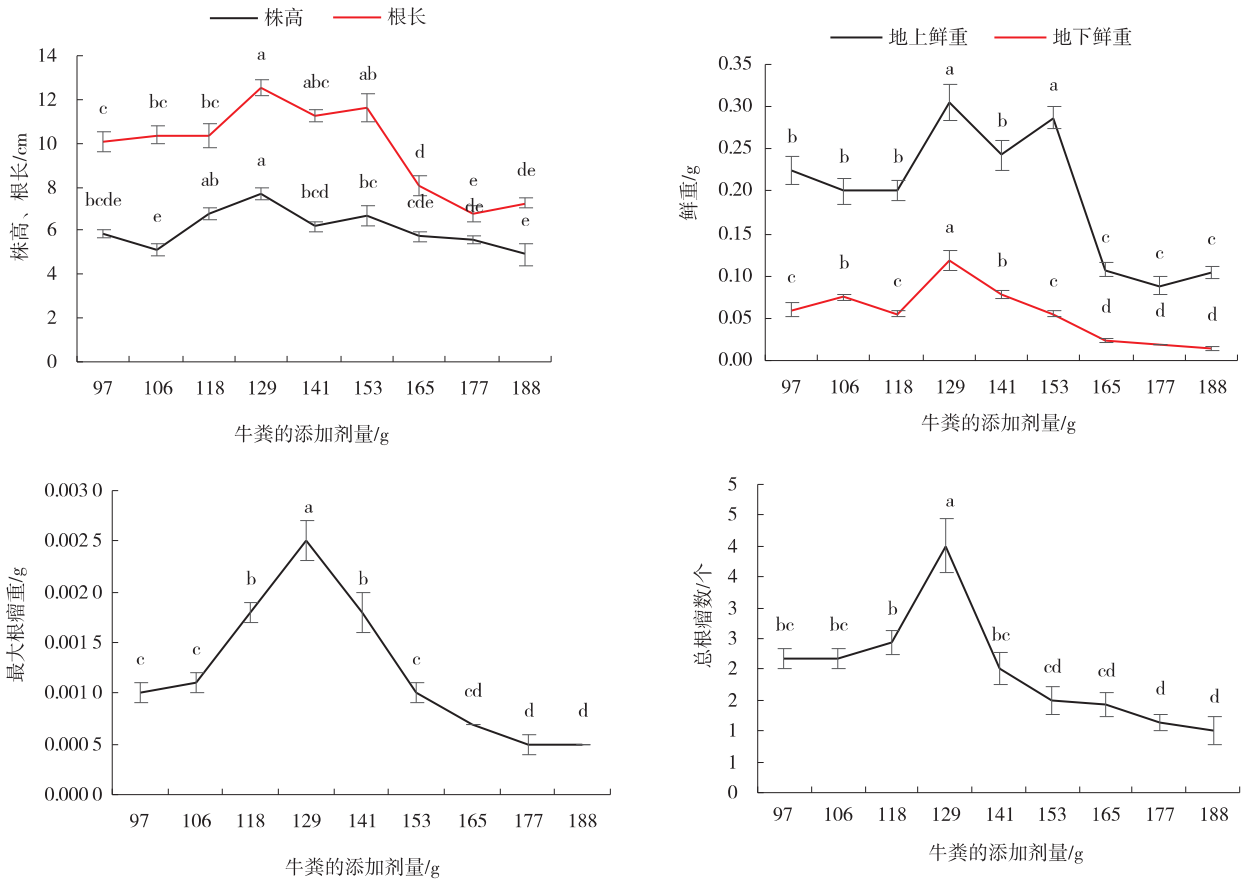 株高 根长
14
12
10
8
6
4
2
0
株高、根长/cm
c bc bc a abc ab d e de
bcde e ab a bcd bc cde de e
97 106 118 129 141 153 165 177 188
牛粪的添加剂量/g
地上鲜重 地下鲜重
0.35
0.30
0.25
0.20
0.15
0.10
0.05
0.00
鲜重/g
b b b a b a c c c
c b c a b c d d d
97 106 118 129 141 153 165 177 188
牛粪的添加剂量/g
0.003 0
0.002 5
0.002 0
0.001 5
0.001 0
0.000 5
0.000 0
最大根瘤重/g
c c b a b c cd d d
97 106 118 129 141 153 165 177 188
牛粪的添加剂量/g
5
5
4
4
3
3
2
2
1
1
0
总根瘤数/个
bc bc b a bc cd cd d d
97 106 118 129 141 153 165 177 188
牛粪的添加剂量/g